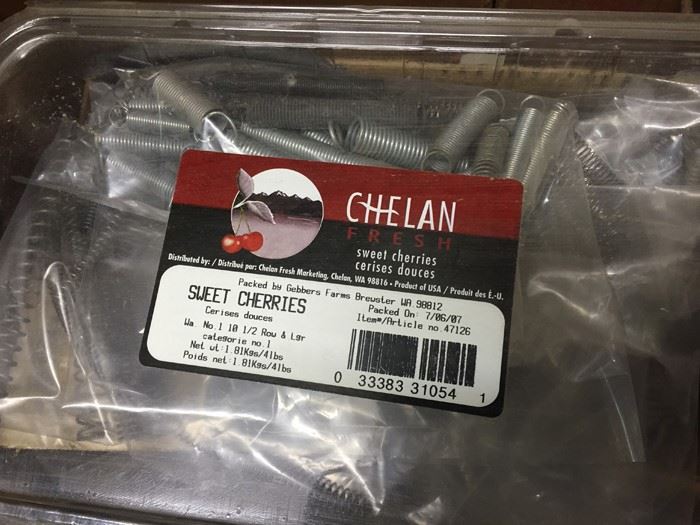 CHELAN
FRESH
sweet cherries
cerises douces
Distributed by: / Distribué par: Chelan Fresh Marketing, Chelan, WA 98816 • Product of USA / Produit des É.-U.
Packed by Gebbers Farms Brewster WA 98812
SWEET CHERRIES
Packed On: 7/06/07
Cerises douces
Item#/Article no.47126
Wa. No.1 10 1/2 Row & Lgr
categorie no.1
Net wt:1.81Kgs/4lbs
Poids net:1.81Kgs/4lbs
0 33383 31054 1